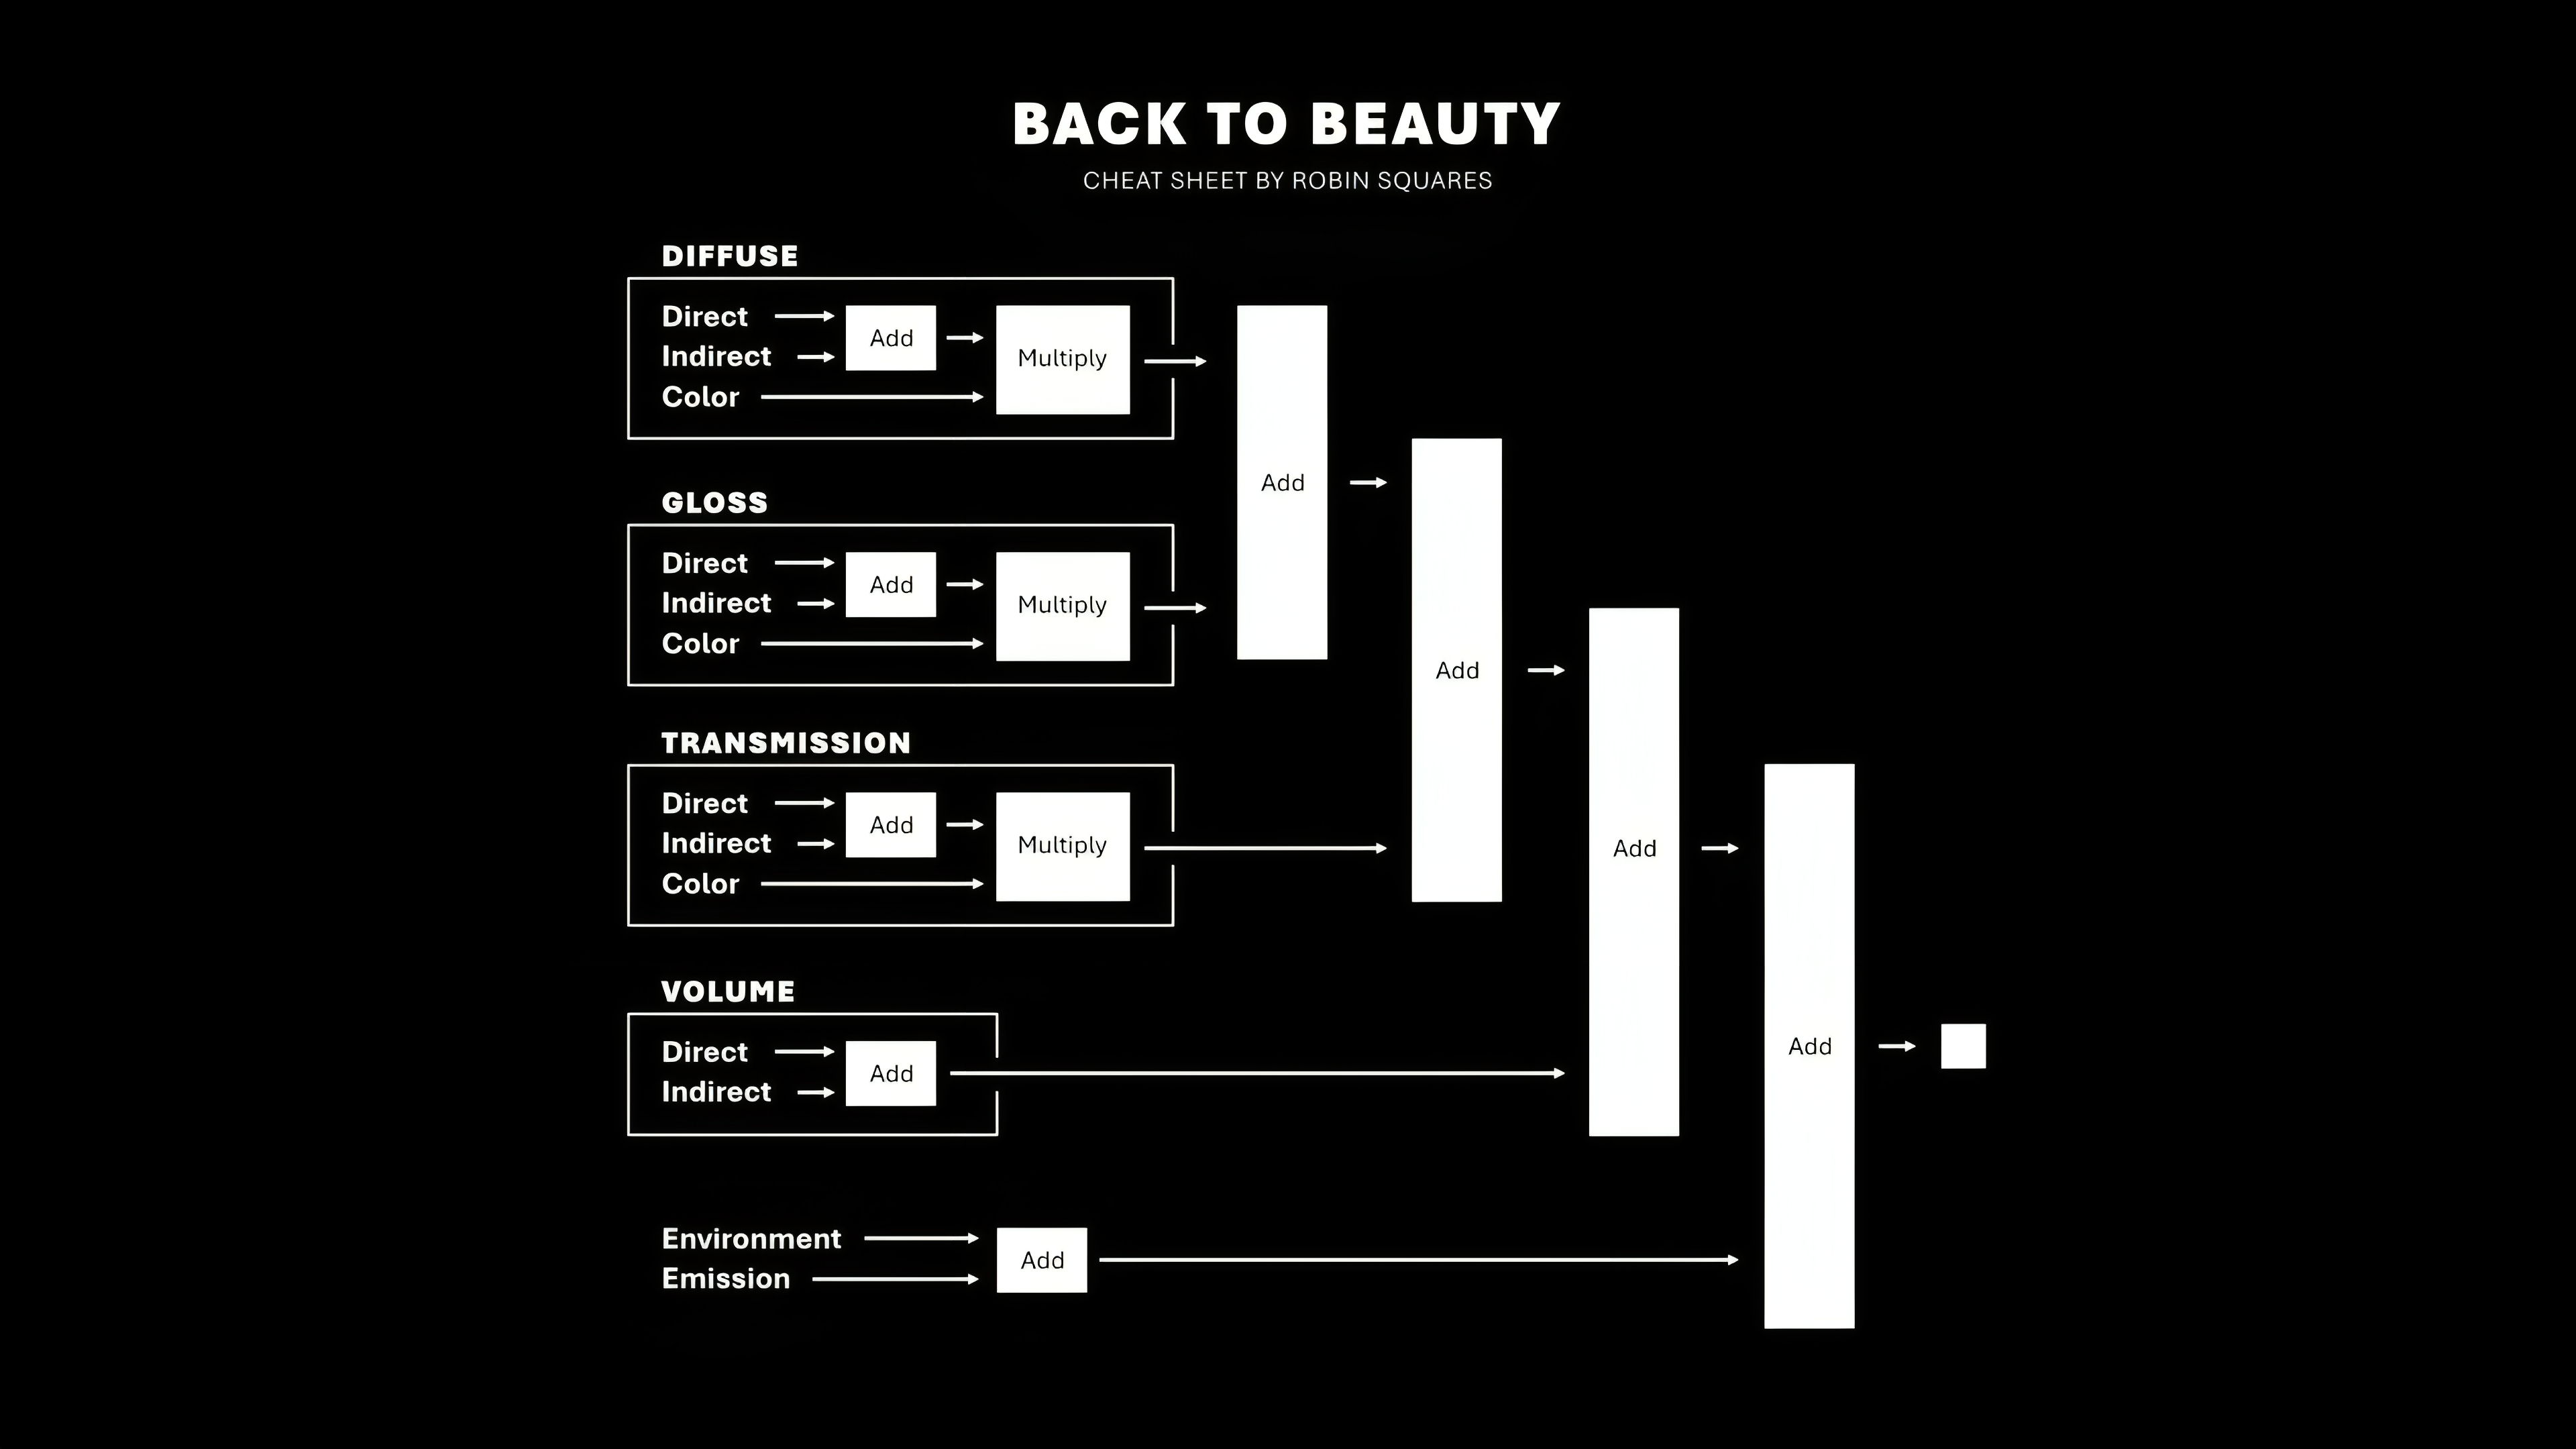 BACK TO BEAUTY
CHEAT SHEET BY ROBIN SQUARES
DIFFUSE
Direct
Indirect
Color
Add
Multiply
GLOSS
Direct
Indirect
Color
Add
Multiply
Add
TRANSMISSION
Direct
Indirect
Color
Add
Multiply
Add
VOLUME
Direct
Indirect
Add
Add
Environment
Emission
Add
Add